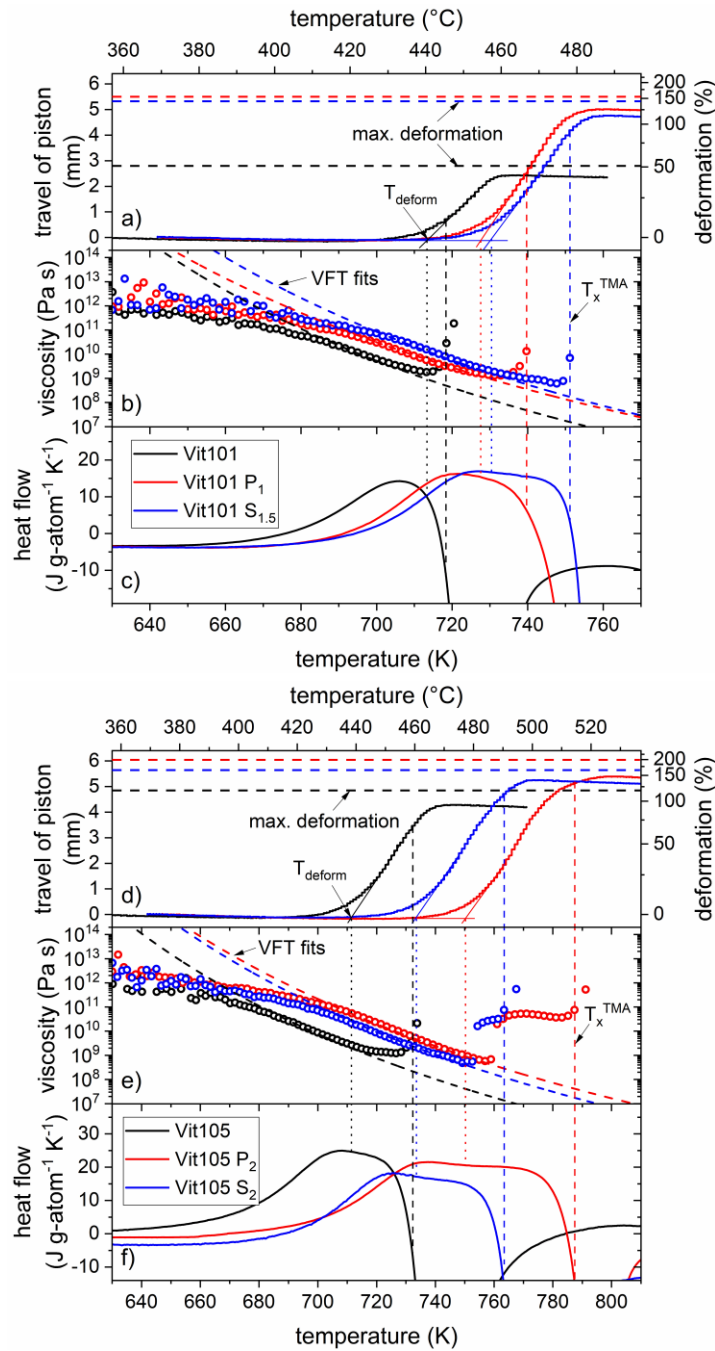 temperature (°C)
360 380 400 420 440 460 480
travel of piston
(mm)
6
5
4
3
2
1
0
deformation (%)
200
150
100
50
0
max. deformation
T_deform
a)
viscosity (Pa s)
10^14
10^13
10^12
10^11
10^10
10^9
10^8
10^7
VFT fits
T_x^TMA
b)
heat flow
(J g-atom^-1 K^-1)
20
10
0
-10
Vit101
Vit101 P_1
Vit101 S_1.5
c)
640 660 680 700 720 740 760
temperature (K)
temperature (°C)
360 380 400 420 440 460 480 500 520
travel of piston
(mm)
6
5
4
3
2
1
0
deformation (%)
200
150
100
50
0
max. deformation
T_deform
d)
viscosity (Pa s)
10^14
10^13
10^12
10^11
10^10
10^9
10^8
10^7
VFT fits
T_x^TMA
e)
heat flow
(J g-atom^-1 K^-1)
30
20
10
0
-10
Vit105
Vit105 P_2
Vit105 S_2
f)
640 660 680 700 720 740 760 780 800
temperature (K)